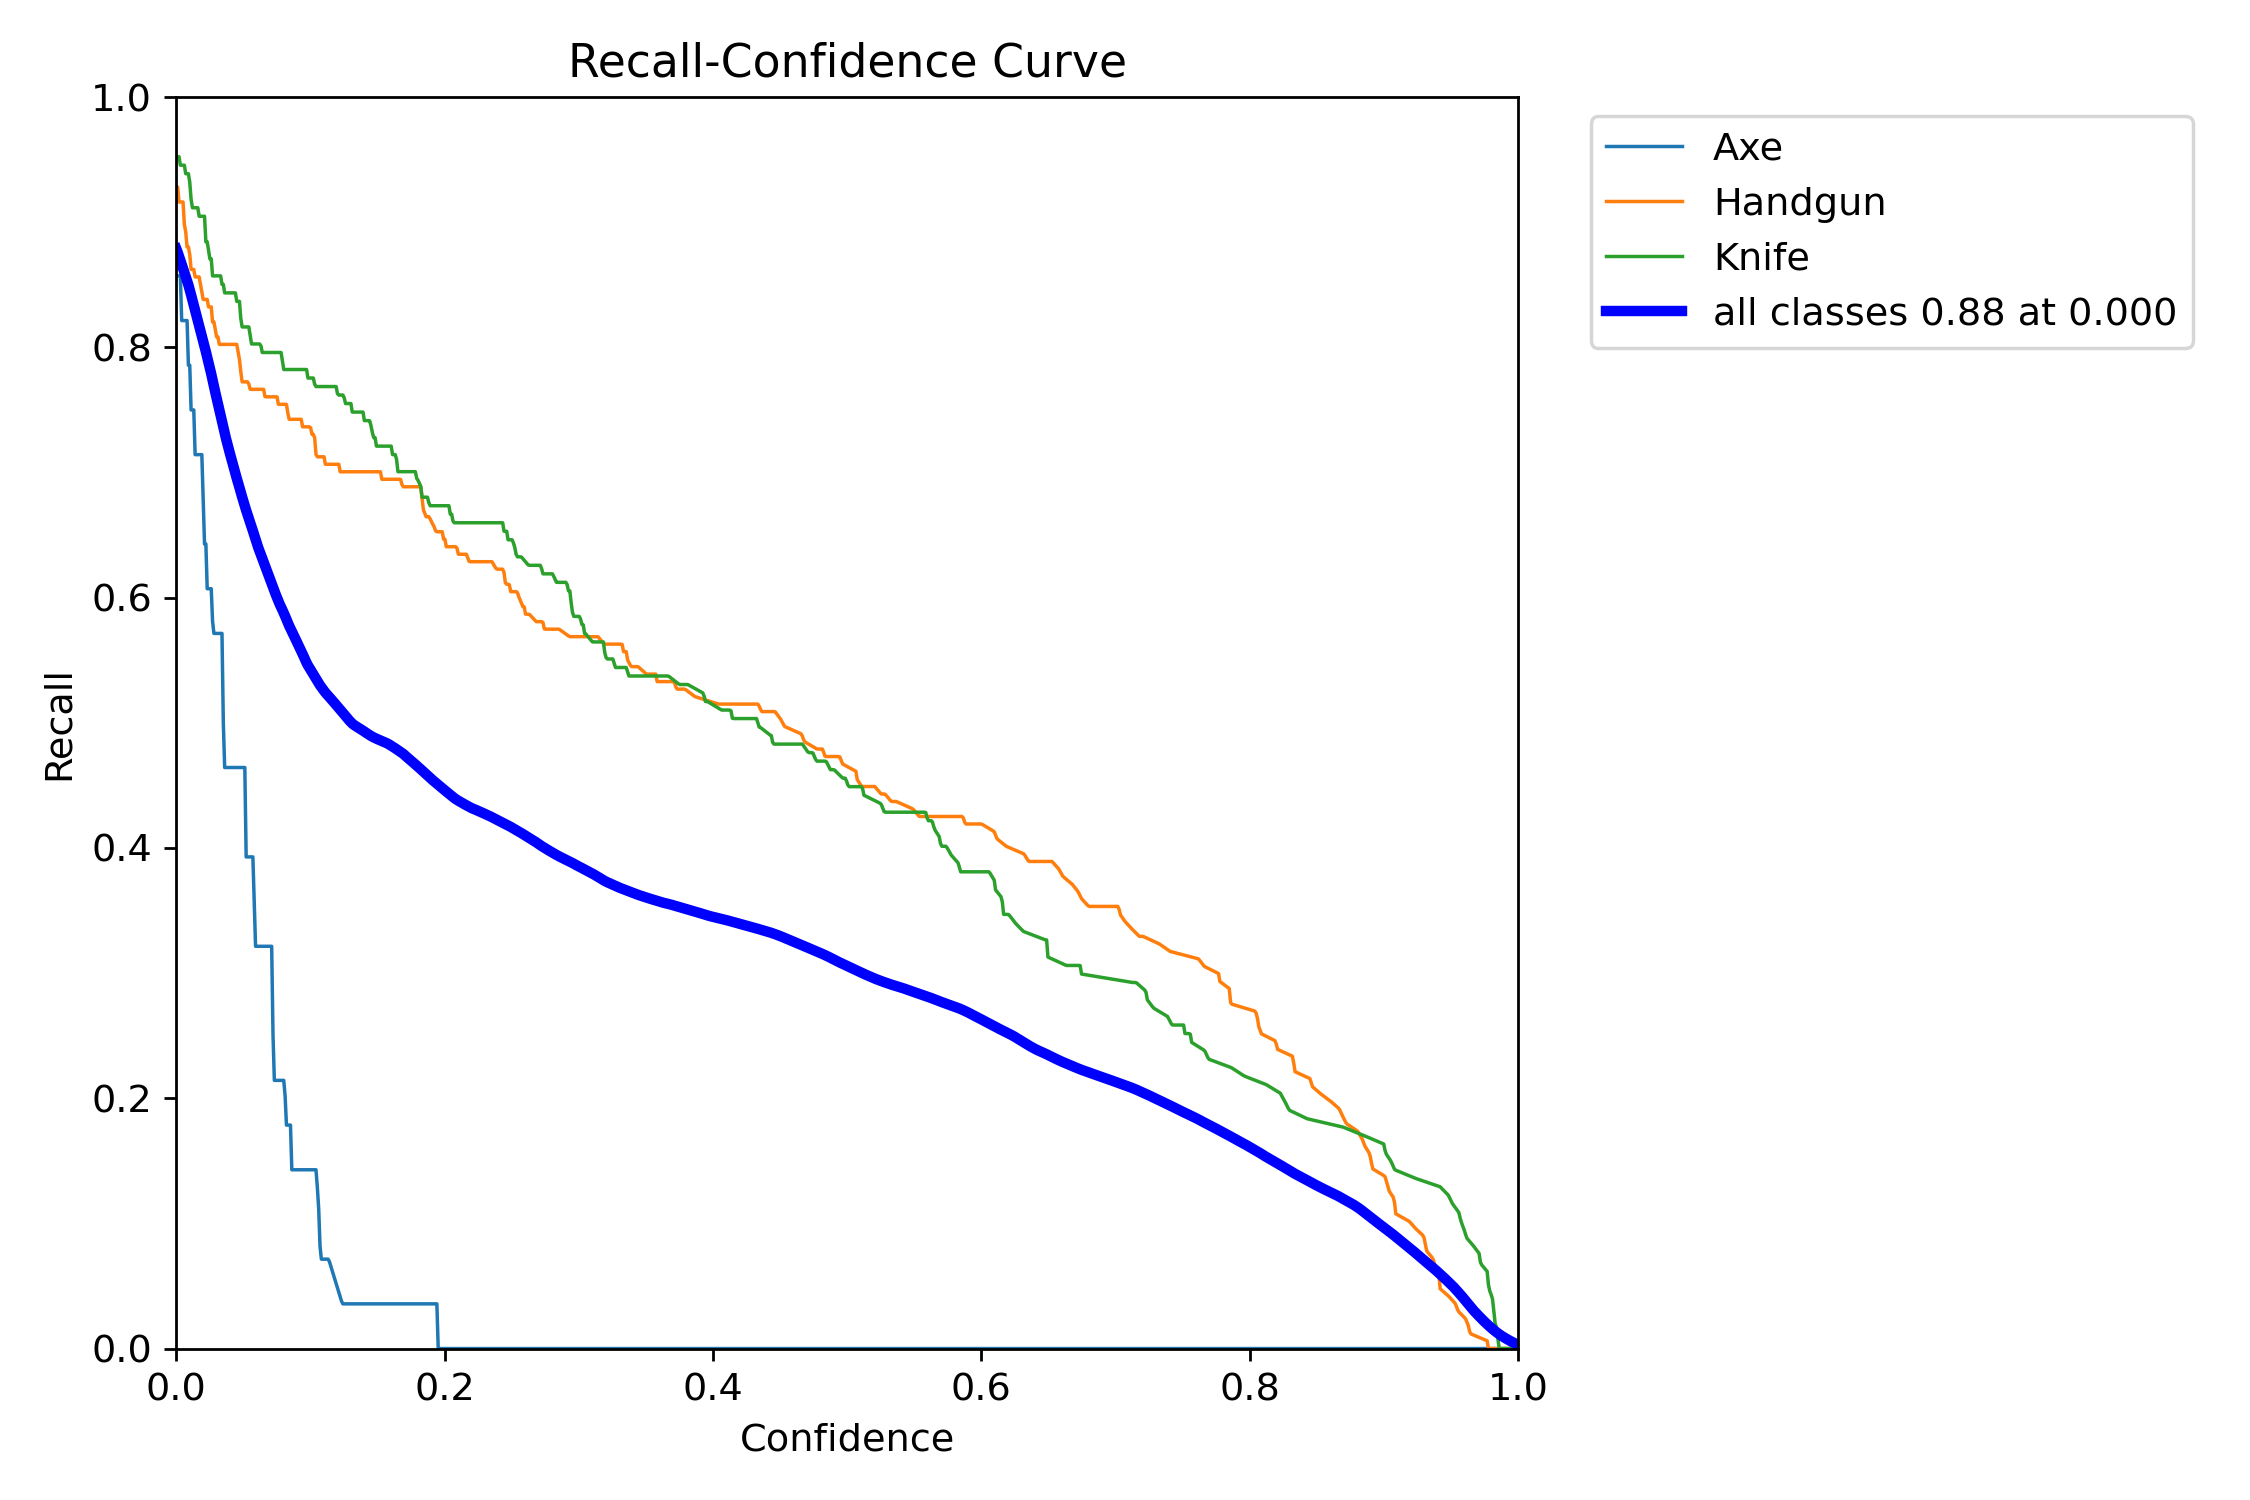 Recall-Confidence Curve
1.0
0.8
0.6
0.4
0.2
0.0
Recall
0.0 0.2 0.4 0.6 0.8 1.0
Confidence
Axe
Handgun
Knife
all classes 0.88 at 0.000